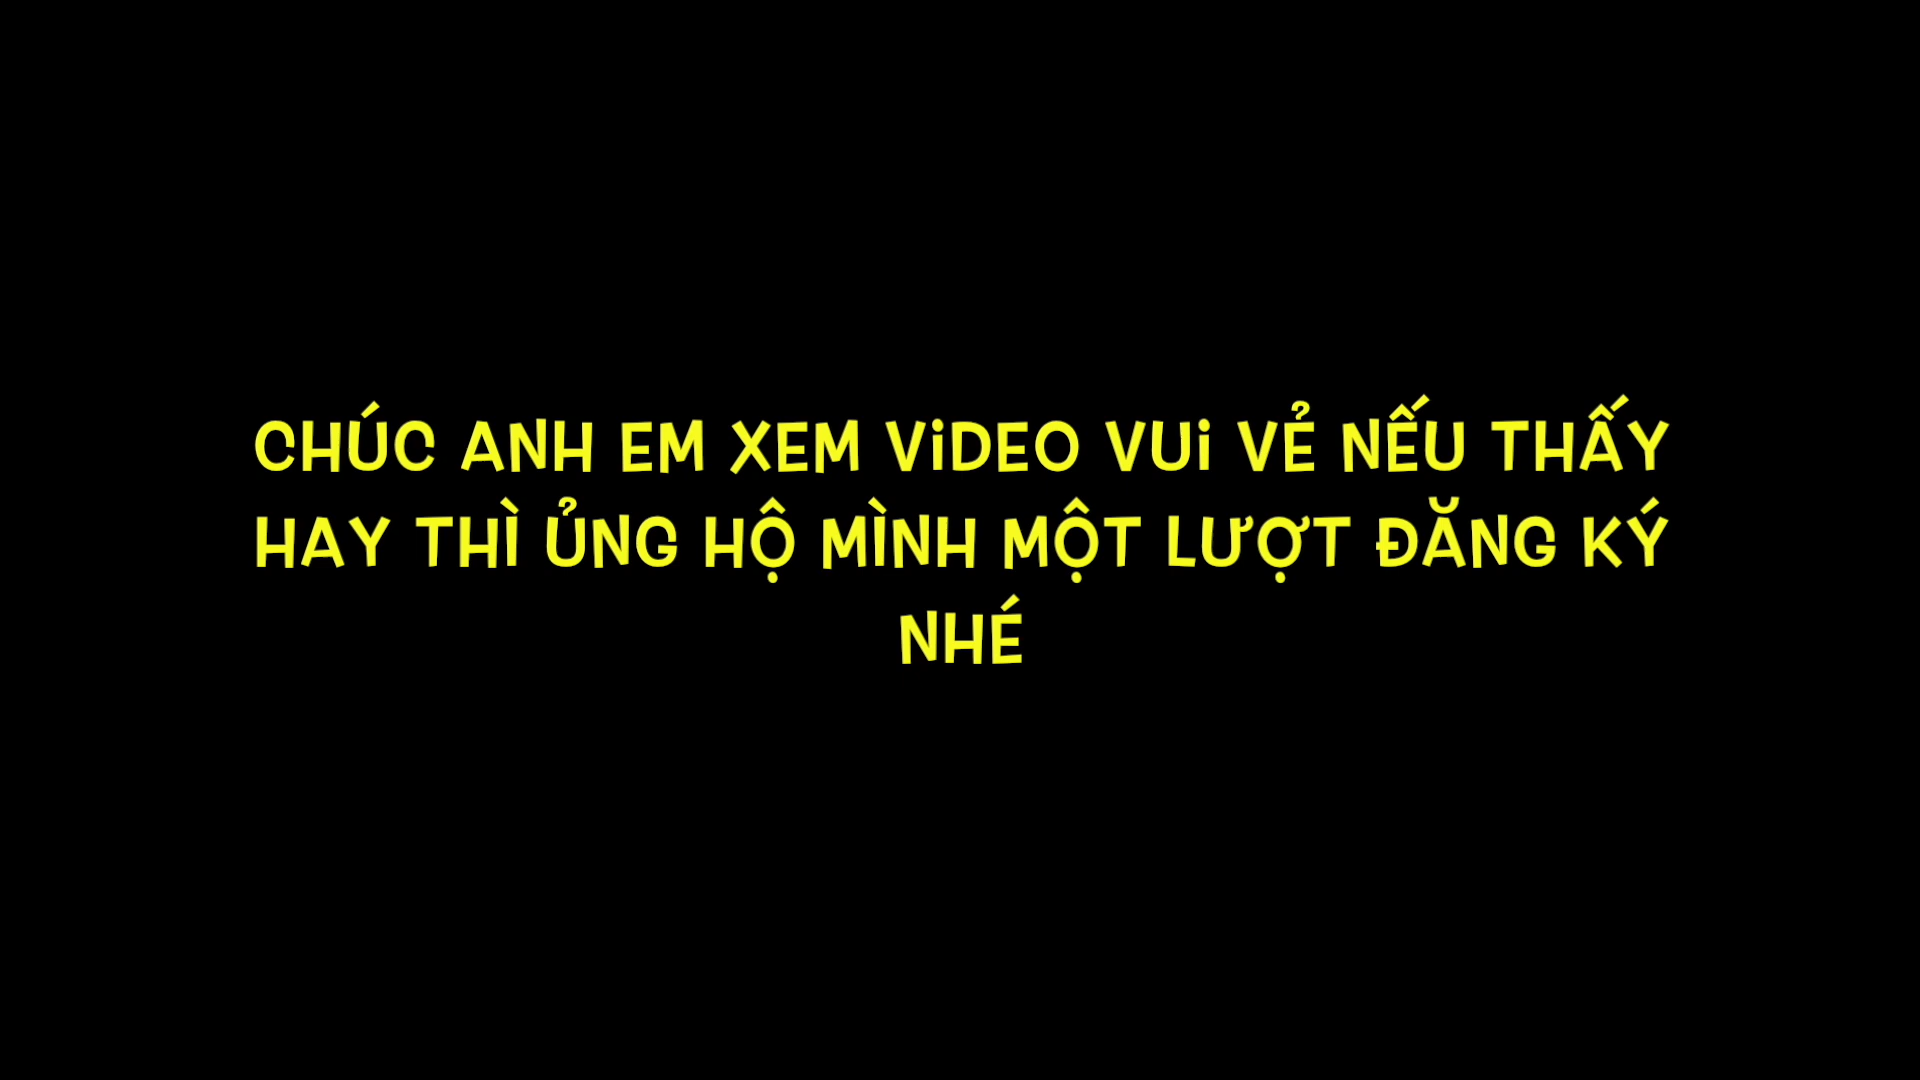 CHÚC ANH EM XEM ViDEO VUi VẺ NẾU THẤY
HAY THÌ ỦNG HỘ MÌNH MỘT LƯỢT ĐĂNG KÝ
NHÉ